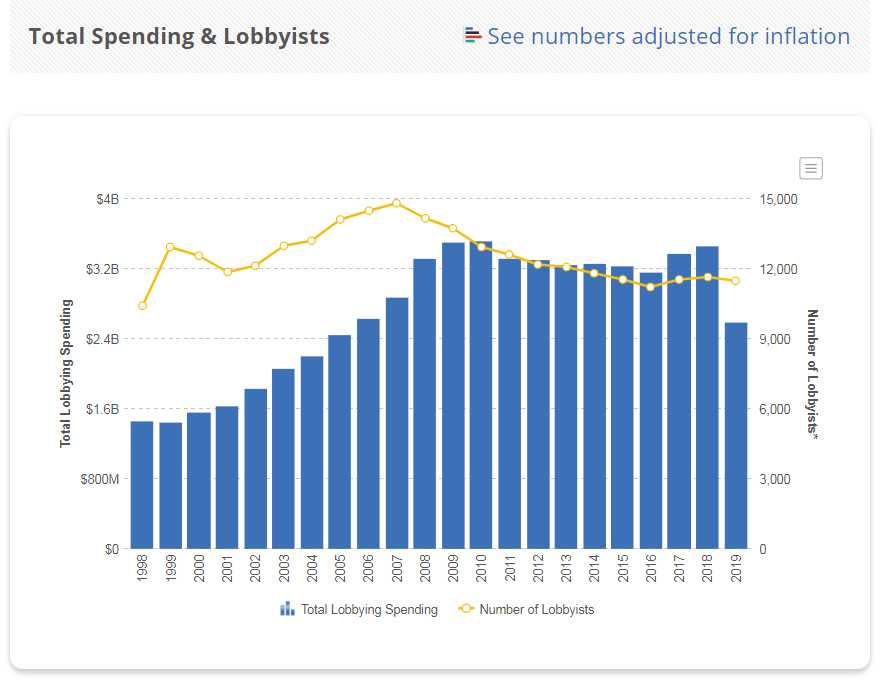 Total Spending & Lobbyists
See numbers adjusted for inflation
$4B
$3.2B
$2.4B
$1.6B
$800M
$0
Total Lobbying Spending
15,000
12,000
9,000
6,000
3,000
0
Number of Lobbyists*
1998
1999
2000
2001
2002
2003
2004
2005
2006
2007
2008
2009
2010
2011
2012
2013
2014
2015
2016
2017
2018
2019
Total Lobbying Spending
Number of Lobbyists